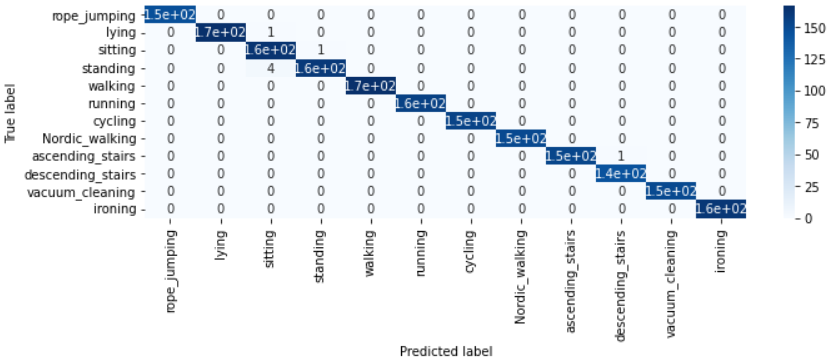 True label
rope_jumping 1.5e+02 0 0 0 0 0 0 0 0 0 0 0
lying 0 1.7e+02 1 0 0 0 0 0 0 0 0 0
sitting 0 0 1.6e+02 1 0 0 0 0 0 0 0 0
standing 0 0 4 1.6e+02 0 0 0 0 0 0 0 0
walking 0 0 0 0 1.7e+02 0 0 0 0 0 0 0
running 0 0 0 0 0 1.6e+02 0 0 0 0 0 0
cycling 0 0 0 0 0 0 1.5e+02 0 0 0 0 0
Nordic_walking 0 0 0 0 0 0 0 1.5e+02 0 0 0 0
ascending_stairs 0 0 0 0 0 0 0 0 1.5e+02 1 0 0
descending_stairs 0 0 0 0 0 0 0 0 0 1.4e+02 0 0
vacuum_cleaning 0 0 0 0 0 0 0 0 0 0 1.5e+02 0
ironing 0 0 0 0 0 0 0 0 0 0 0 1.6e+02
rope_jumping
lying
sitting
standing
walking
running
cycling
Nordic_walking
ascending_stairs
descending_stairs
vacuum_cleaning
ironing
Predicted label
150
125
100
75
50
25
0